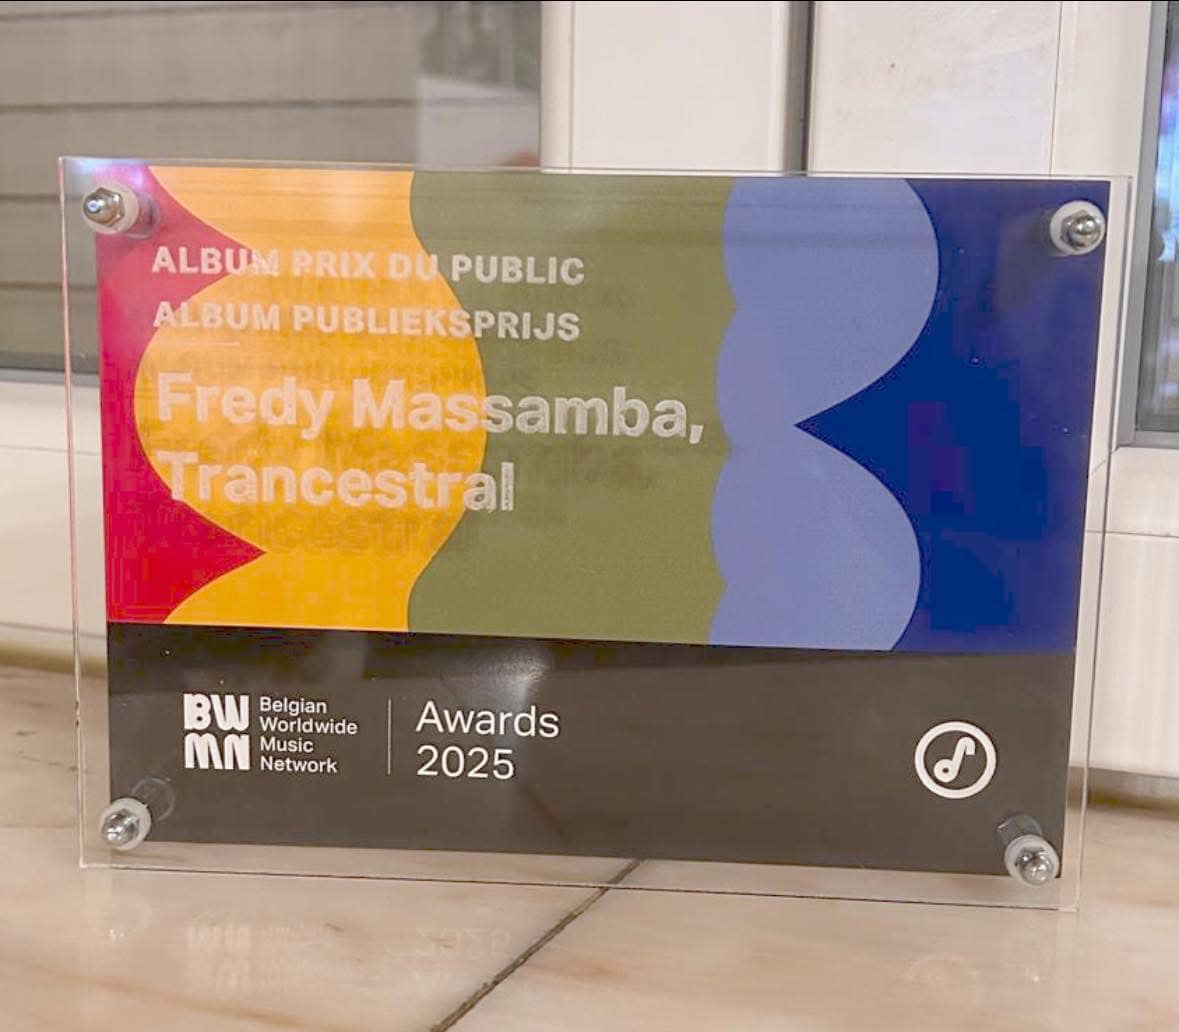 ALBUM PRIX DU PUBLIC
ALBUM PUBLIEKSPRIJS
Fredy Massamba,
Trancestral
BW
MN
Belgian
Worldwide
Music
Network
Awards
2025